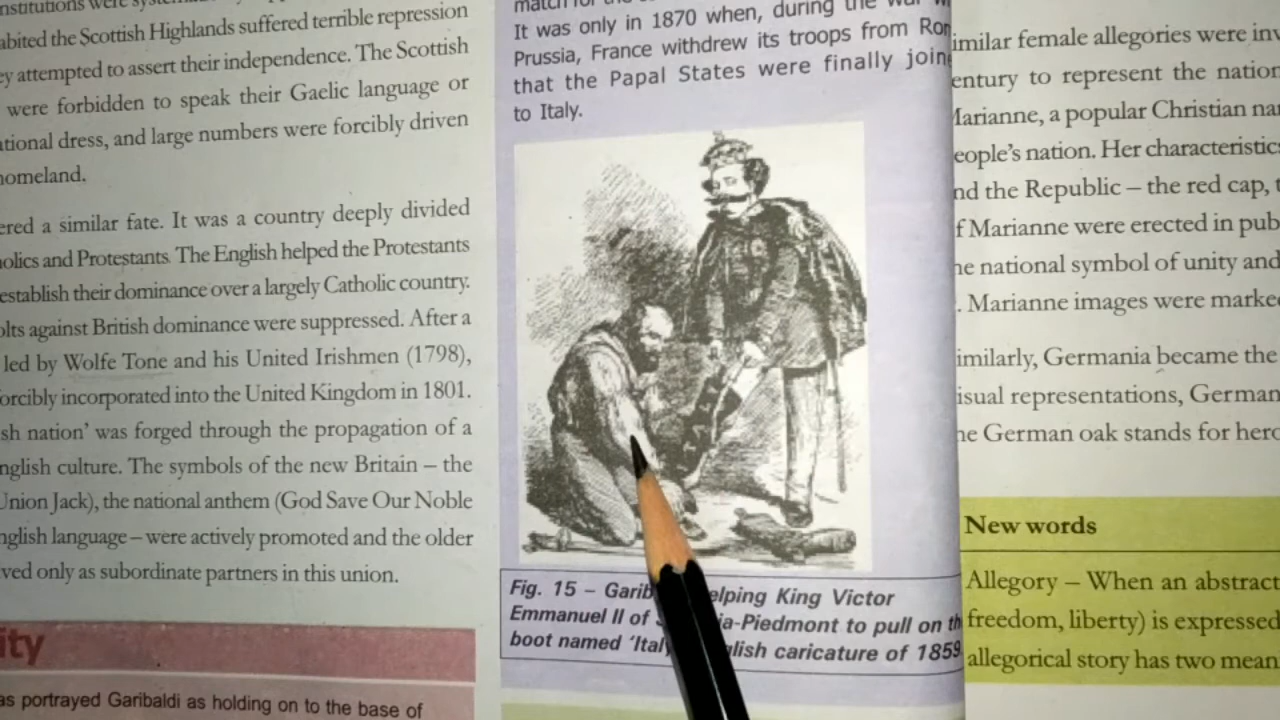 were
abited the Scottish Highlands suffered terrible repression
ey attempted to assert their independence. The Scottish
were forbidden to speak their Gaelic language or
ational dress, and large numbers were forcibly driven
homeland.
ered a similar fate. It was a country deeply divided
olics and Protestants. The English helped the Protestants
establish their dominance over a largely Catholic country.
olts against British dominance were suppressed. After a
led by Wolfe Tone and his United Irishmen (1798),
forcibly incorporated into the United Kingdom in 1801.
sh nation' was forged through the propagation of a
nglish culture. The symbols of the new Britain – the
Union Jack), the national anthem (God Save Our Noble
nglish language – were actively promoted and the older
ved only as subordinate partners in this union.
ity
as portrayed Garibaldi as holding on to the base of
match for the
It was only in 1870 when, during the war
Prussia, France withdrew its troops from Rom
that the Papal States were finally join
to Italy.
Fig. 15 – Garib elping King Victor
Emmanuel II of S ia-Piedmont to pull on th
boot named 'Italy glish caricature of 1859
imilar female allegories were inv
entury to represent the nation
Marianne, a popular Christian na
eople's nation. Her characteristics
nd the Republic – the red cap, t
f Marianne were erected in pub
he national symbol of unity and
. Marianne images were marke
imilarly, Germania became the
isual representations, German
he German oak stands for hero
New words
Allegory – When an abstract
freedom, liberty) is expressed
allegorical story has two mean